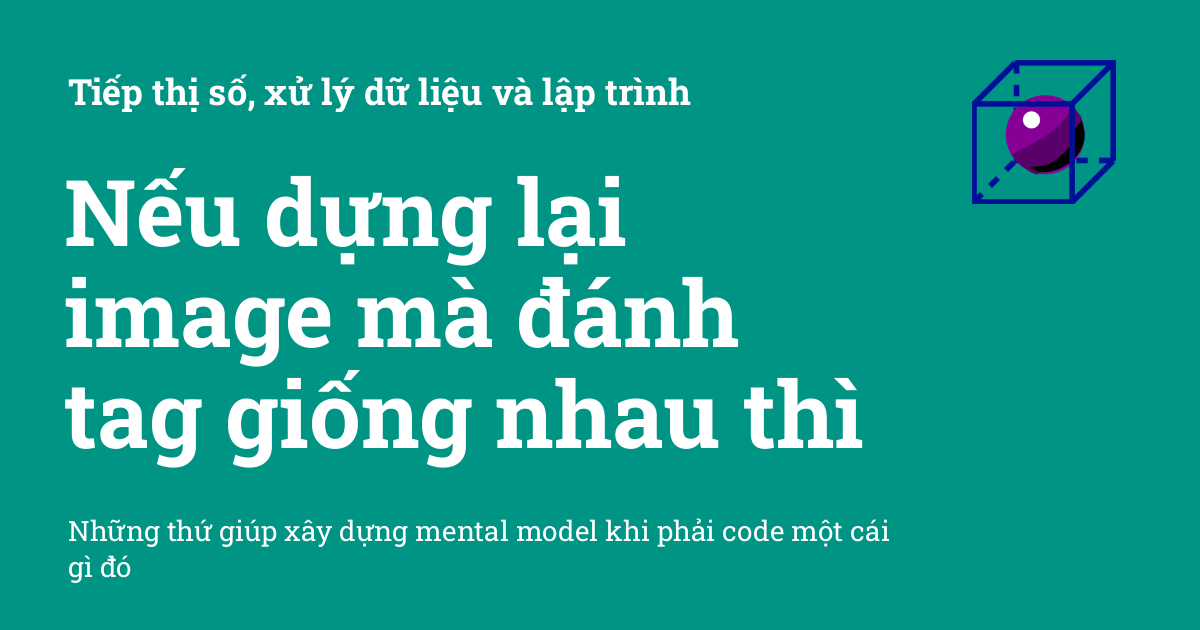 Tiếp thị số, xử lý dữ liệu và lập trình
Nếu dựng lại
image mà đánh
tag giống nhau thì
Những thứ giúp xây dựng mental model khi phải code một cái
gì đó